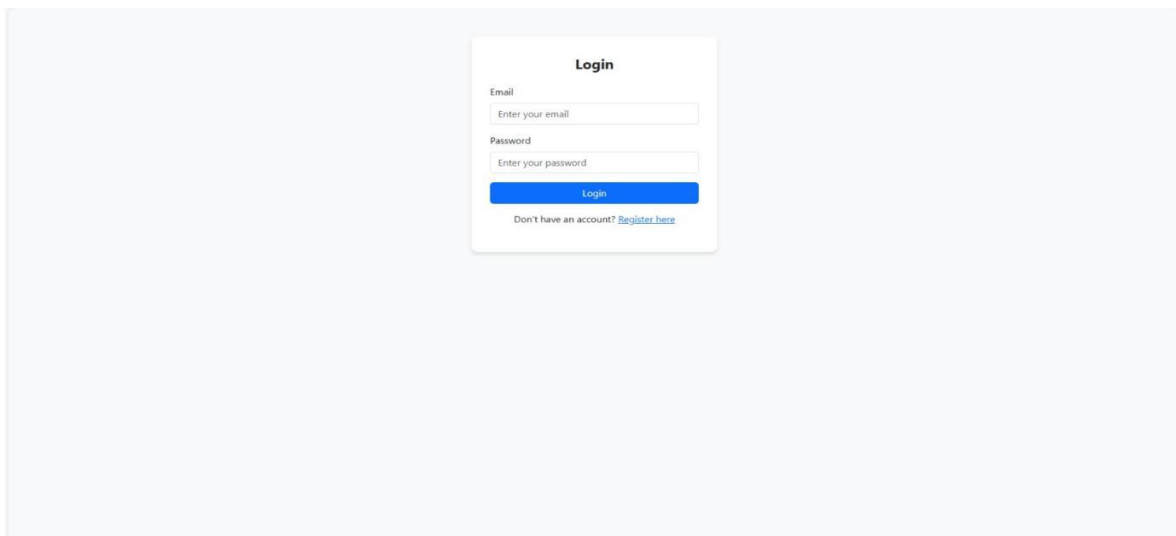 Login
Email
Enter your email
Password
Enter your password
Login
Don't have an account? Register here